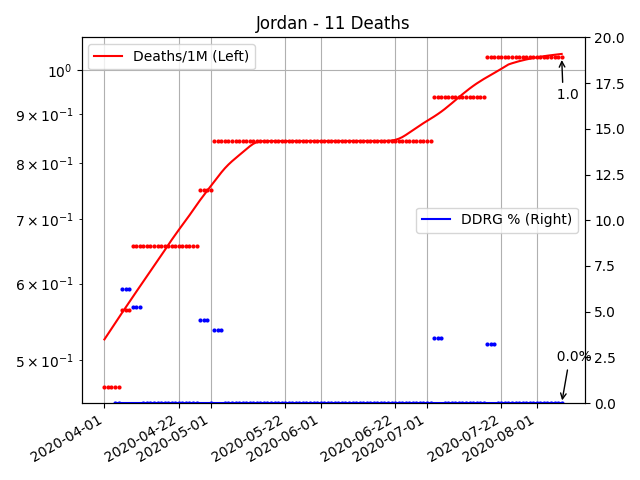 Jordan - 11 Deaths
Deaths/1M (Left)
DDRG % (Right)
10⁰
9 × 10⁻¹
8 × 10⁻¹
7 × 10⁻¹
6 × 10⁻¹
5 × 10⁻¹
20.0
17.5
15.0
12.5
10.0
7.5
5.0
2.5
0.0
1.0
0.0%
2020-04-01
2020-04-22
2020-05-01
2020-05-22
2020-06-01
2020-06-22
2020-07-01
2020-07-22
2020-08-01